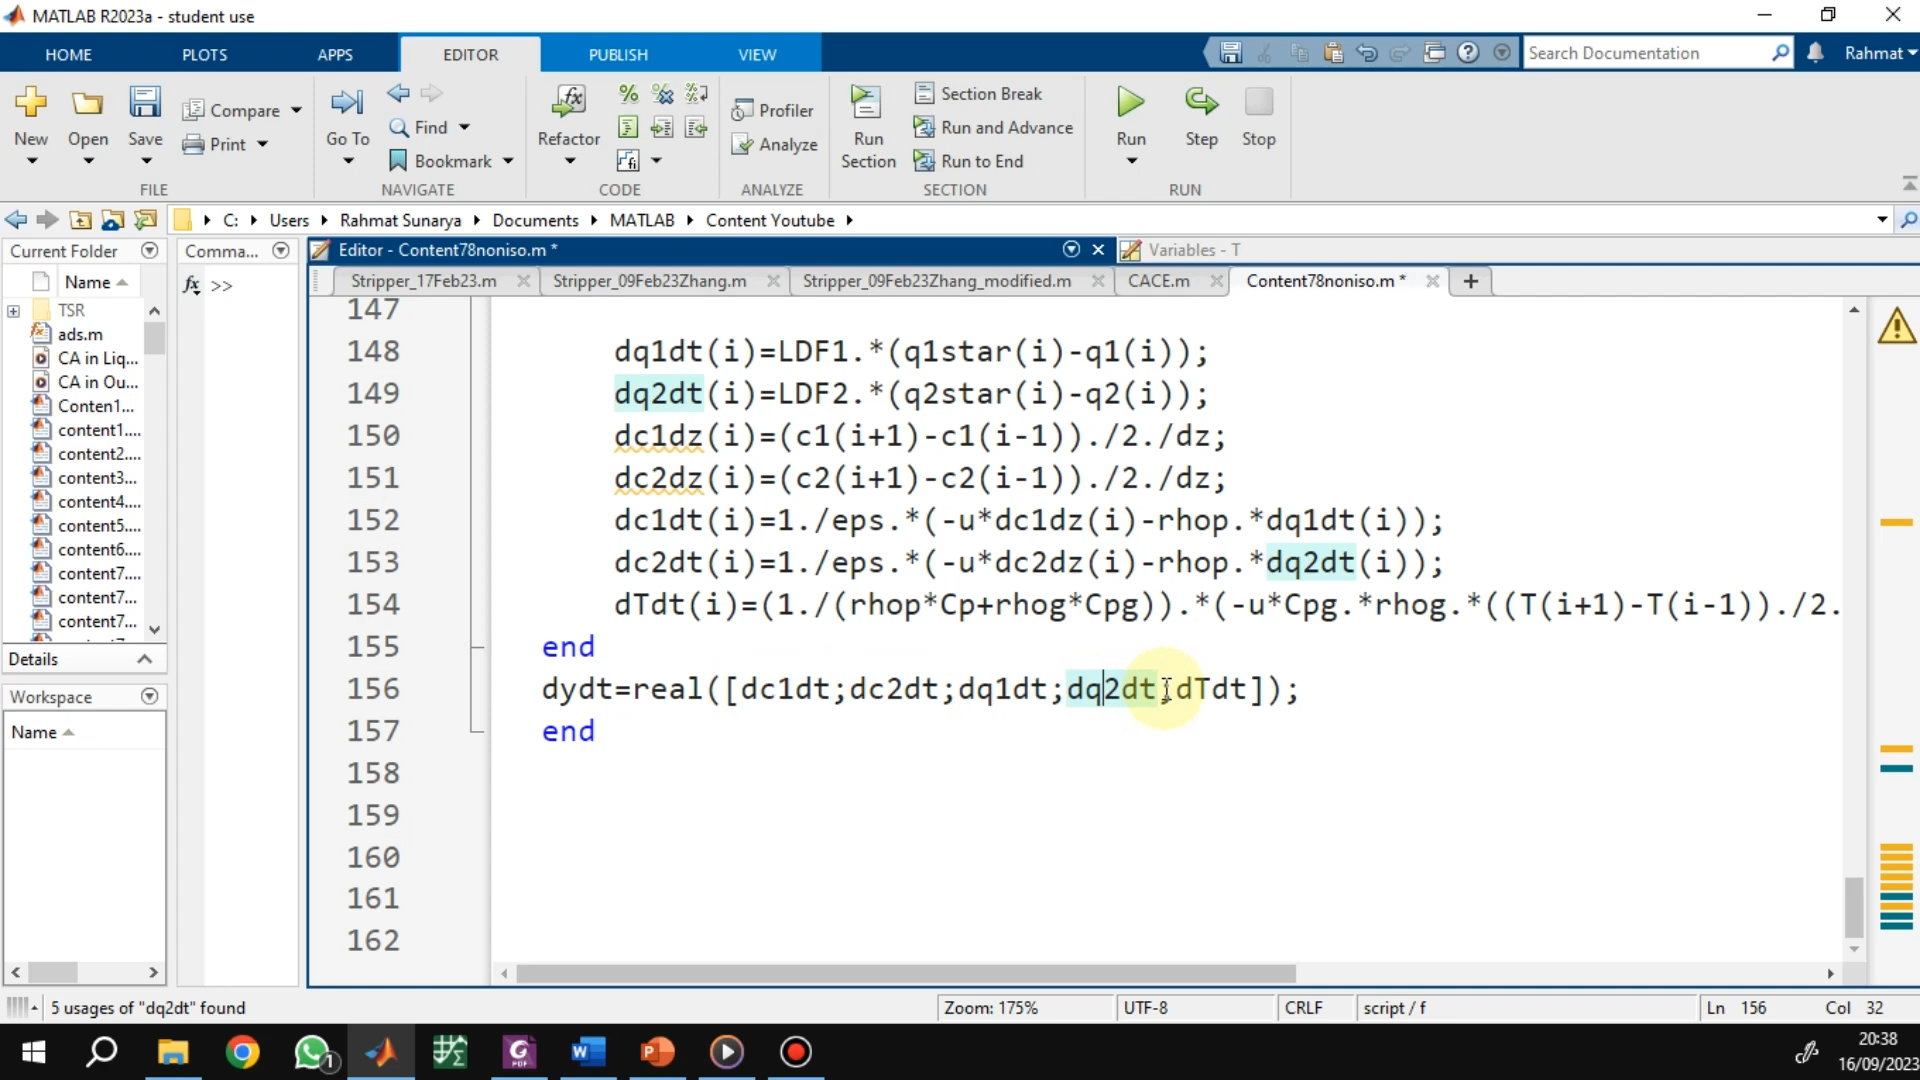 MATLAB R2023a - student use
HOME PLOTS APPS EDITOR PUBLISH VIEW Search Documentation Rahmat
New Open Save Compare Print FILE
Go To Find Bookmark NAVIGATE
Refactor CODE
Profiler Analyze ANALYZE
Run Section Section Break Run and Advance Run to End SECTION
Run Step Stop RUN
C: Users Rahmat Sunarya Documents MATLAB Content Youtube
Current Folder
Name
TSR
ads.m
CA in Liq...
CA in Ou...
Conten1...
content1....
content2....
content3...
content4....
content5....
content6....
content7....
content7...
content7...
Details
Workspace
Name
Comma...
fx >>
Editor - Content78noniso.m * Variables - T
Stripper_17Feb23.m Stripper_09Feb23Zhang.m Stripper_09Feb23Zhang_modified.m CACE.m Content78noniso.m * +
147
148 dq1dt(i)=LDF1.*(q1star(i)-q1(i));
149 dq2dt(i)=LDF2.*(q2star(i)-q2(i));
150 dc1dz(i)=(c1(i+1)-c1(i-1))./2./dz;
151 dc2dz(i)=(c2(i+1)-c2(i-1))./2./dz;
152 dc1dt(i)=1./eps.*(-u*dc1dz(i)-rhop.*dq1dt(i));
153 dc2dt(i)=1./eps.*(-u*dc2dz(i)-rhop.*dq2dt(i));
154 dTdt(i)=(1./(rhop*Cp+rhog*Cpg)).*(-u*Cpg.*rhog.*((T(i+1)-T(i-1))./2.
155 end
156 dydt=real([dc1dt;dc2dt;dq1dt;dq2dt;dTdt]);
157 end
158
159
160
161
162
5 usages of "dq2dt" found Zoom: 175% UTF-8 CRLF script / f Ln 156 Col 32
20:38
16/09/2023